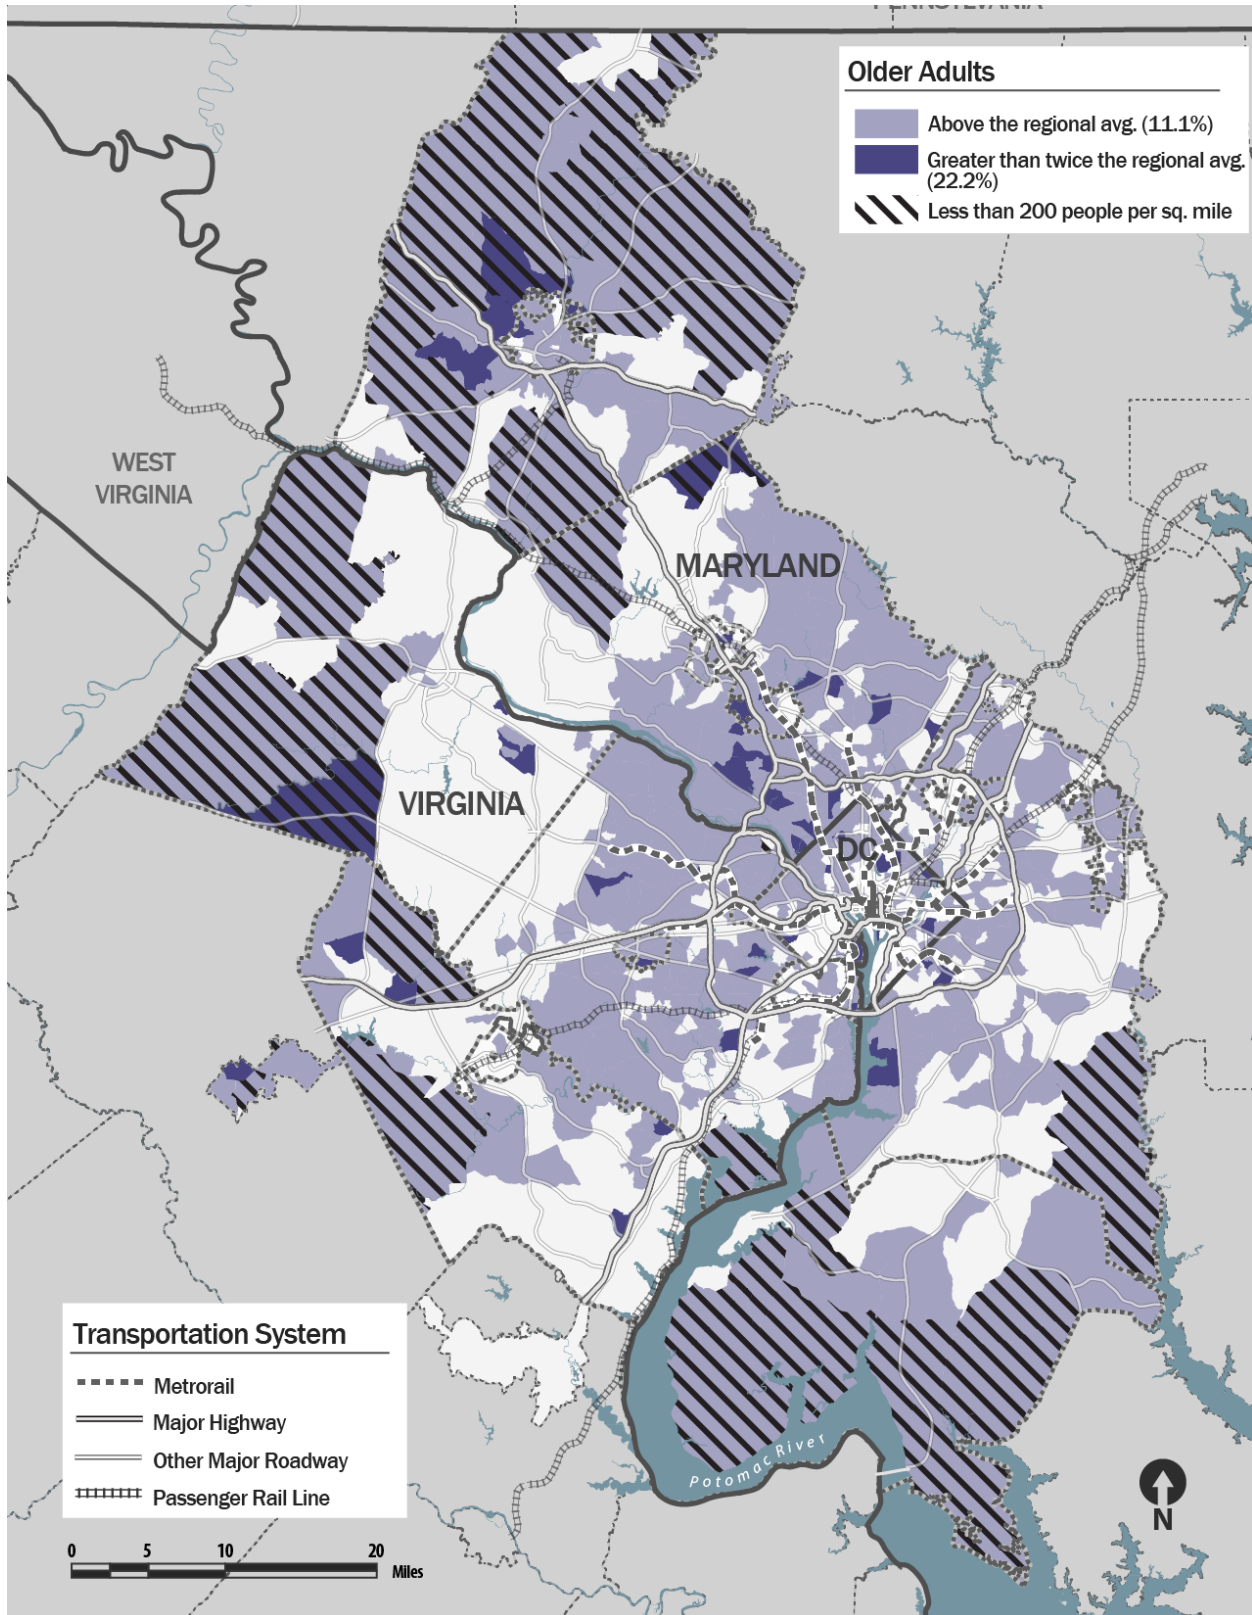 PENNSYLVANIA
Older Adults
Above the regional avg. (11.1%)
Greater than twice the regional avg.
(22.2%)
Less than 200 people per sq. mile
WEST
VIRGINIA
MARYLAND
VIRGINIA
DC
Transportation System
Metrorail
Major Highway
Other Major Roadway
Passenger Rail Line
Potomac River
N
0 5 10 20
Miles